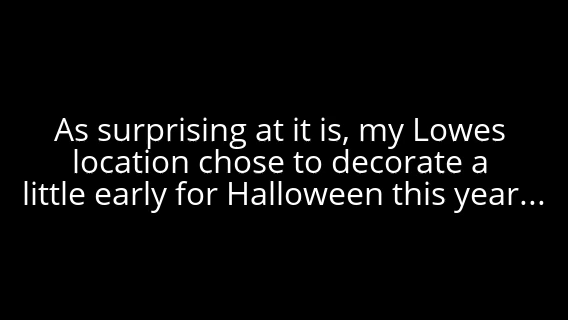 As surprising at it is, my Lowes
location chose to decorate a
little early for Halloween this year...